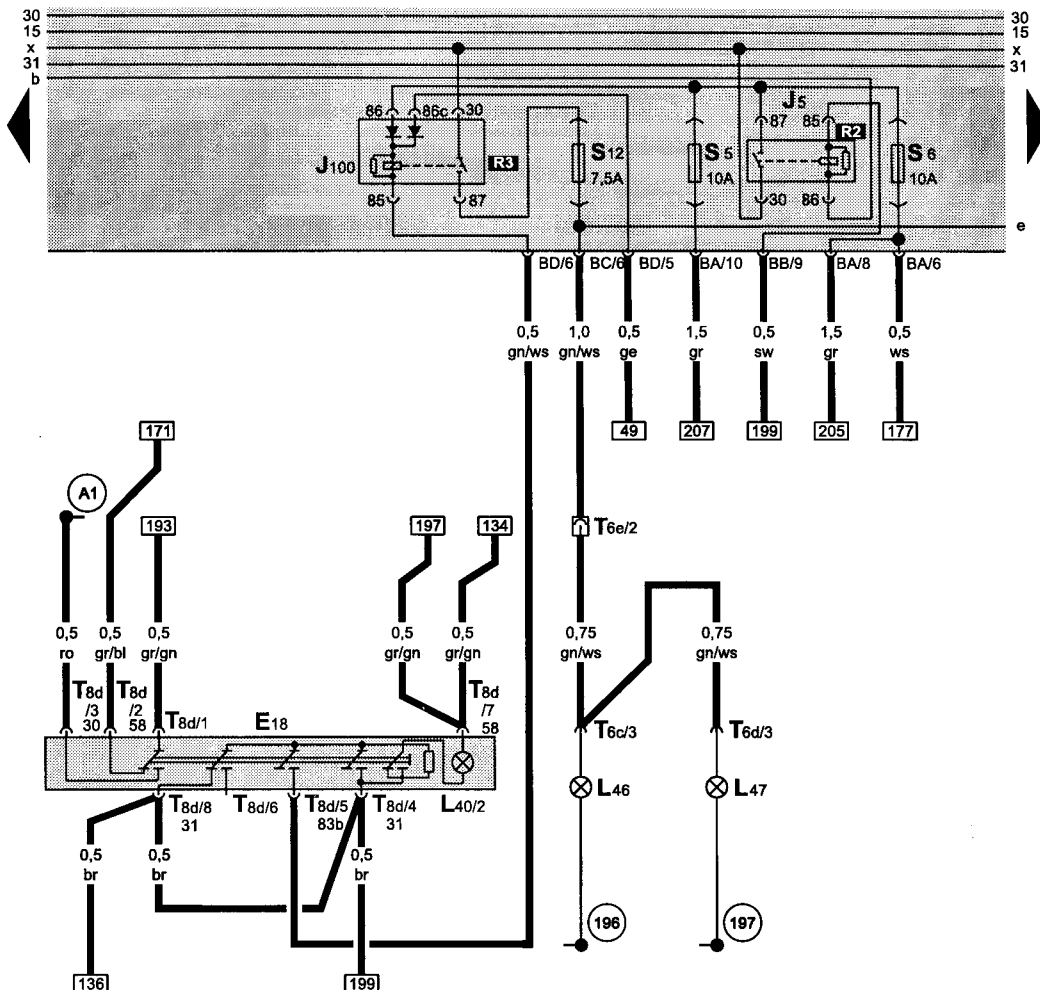 30 30
15 15
x x
31 31
b
86 86c 30
J5
87 85
R2
J100
R3
S12
7,5A
S5
10A
S6
10A
85 87
30 86
e
BD/6 BC/6 BD/5 BA/10 BB/9 BA/8 BA/6
0,5 1,0 0,5 1,5 0,5 1,5 0,5
gn/ws gn/ws ge gr sw gr ws
49 207 199 205 177
171
A1
193 197 134
T6e/2
0,5 0,5 0,5 0,5 0,5 0,75 0,75
ro gr/bl gr/gn gr/gn gr/gn gn/ws gn/ws
T8d T8d T8d
/3 /2 T8d/1 E18 /7 T6c/3 T6d/3
30 58 58
L46 L47
T8d/8 T8d/6 T8d/5 T8d/4 L40/2
31 83b 31
0,5 0,5 0,5
br br br
196 197
136 199